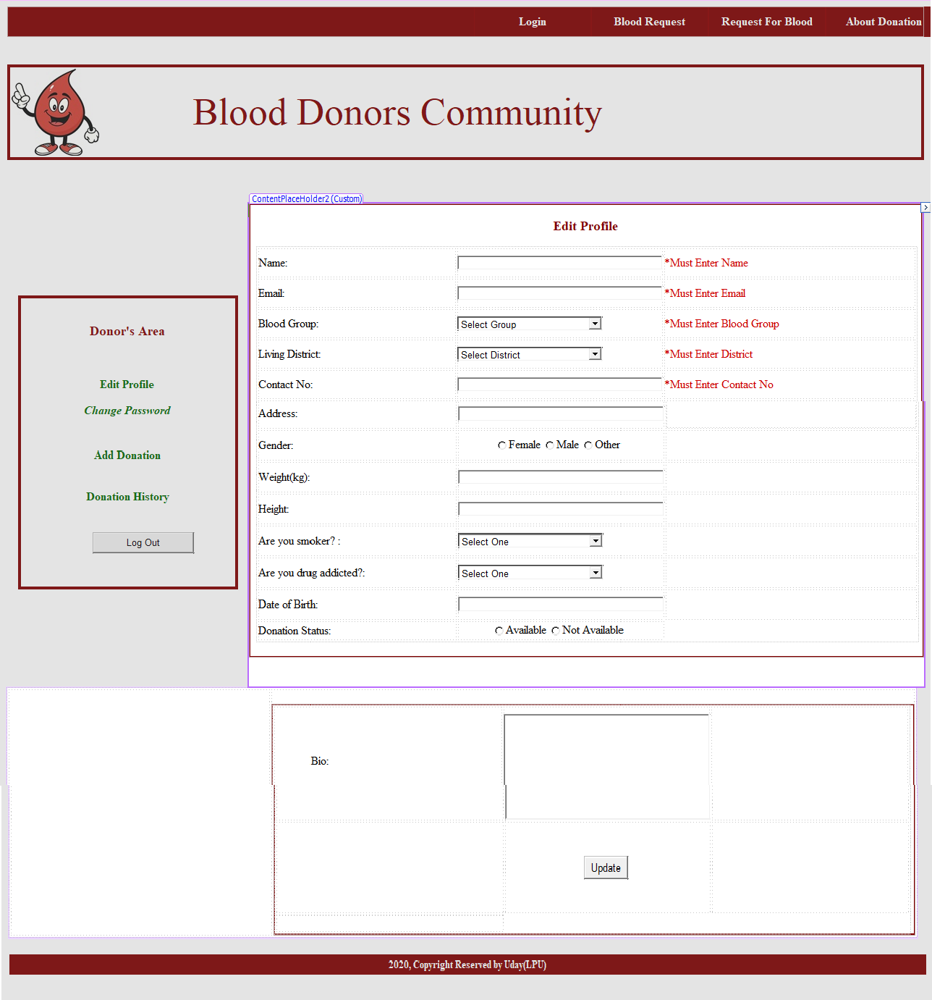 Login Blood Request Request For Blood About Donation
Blood Donors Community
ContentPlaceHolder2 (Custom)
Edit Profile
Name: *Must Enter Name
Email: *Must Enter Email
Blood Group: Select Group *Must Enter Blood Group
Living District: Select District *Must Enter District
Contact No: *Must Enter Contact No
Address:
Gender: Female Male Other
Weight(kg):
Height:
Are you smoker? : Select One
Are you drug addicted?: Select One
Date of Birth:
Donation Status: Available Not Available
Donor's Area
Edit Profile
Change Password
Add Donation
Donation History
Log Out
Bio:
Update
2020, Copyright Reserved by Uday(LPU)